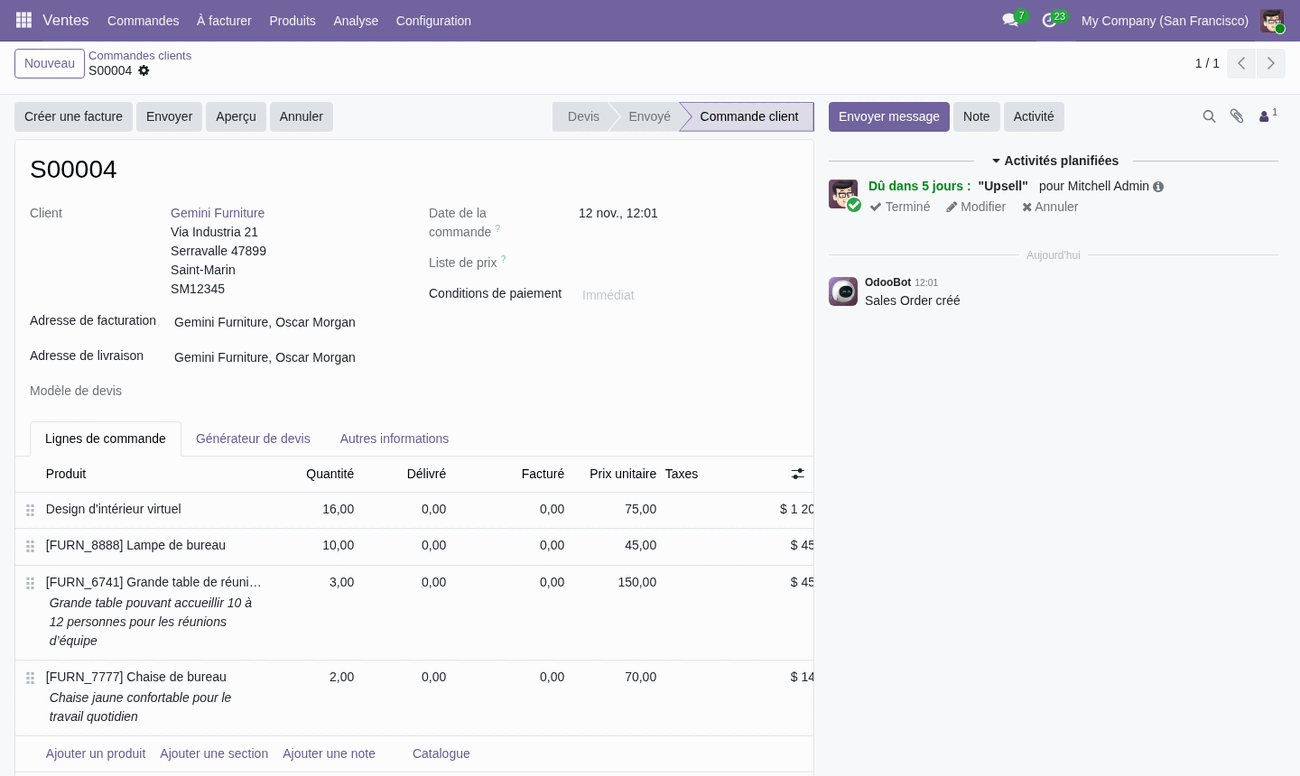 Ventes Commandes À facturer Produits Analyse Configuration 7 23 My Company (San Francisco)
Nouveau Commandes clients
S00004
1 / 1
Créer une facture Envoyer Aperçu Annuler Devis Envoyé Commande client
Envoyer message Note Activité 1
S00004
Client Gemini Furniture
Via Industria 21
Serravalle 47899
Saint-Marin
SM12345
Adresse de facturation Gemini Furniture, Oscar Morgan
Adresse de livraison Gemini Furniture, Oscar Morgan
Modèle de devis
Date de la
commande ? 12 nov., 12:01
Liste de prix ?
Conditions de paiement Immédiat
Lignes de commande Générateur de devis Autres informations
Produit Quantité Délivré Facturé Prix unitaire Taxes
Design d'intérieur virtuel 16,00 0,00 0,00 75,00 $ 1 20
[FURN_8888] Lampe de bureau 10,00 0,00 0,00 45,00 $ 45
[FURN_6741] Grande table de réuni… 3,00 0,00 0,00 150,00 $ 45
Grande table pouvant accueillir 10 à
12 personnes pour les réunions
d’équipe
[FURN_7777] Chaise de bureau 2,00 0,00 0,00 70,00 $ 14
Chaise jaune confortable pour le
travail quotidien
Ajouter un produit Ajouter une section Ajouter une note Catalogue
Activités planifiées
Dû dans 5 jours : "Upsell" pour Mitchell Admin
Terminé Modifier Annuler
Aujourd'hui
OdooBot 12:01
Sales Order créé